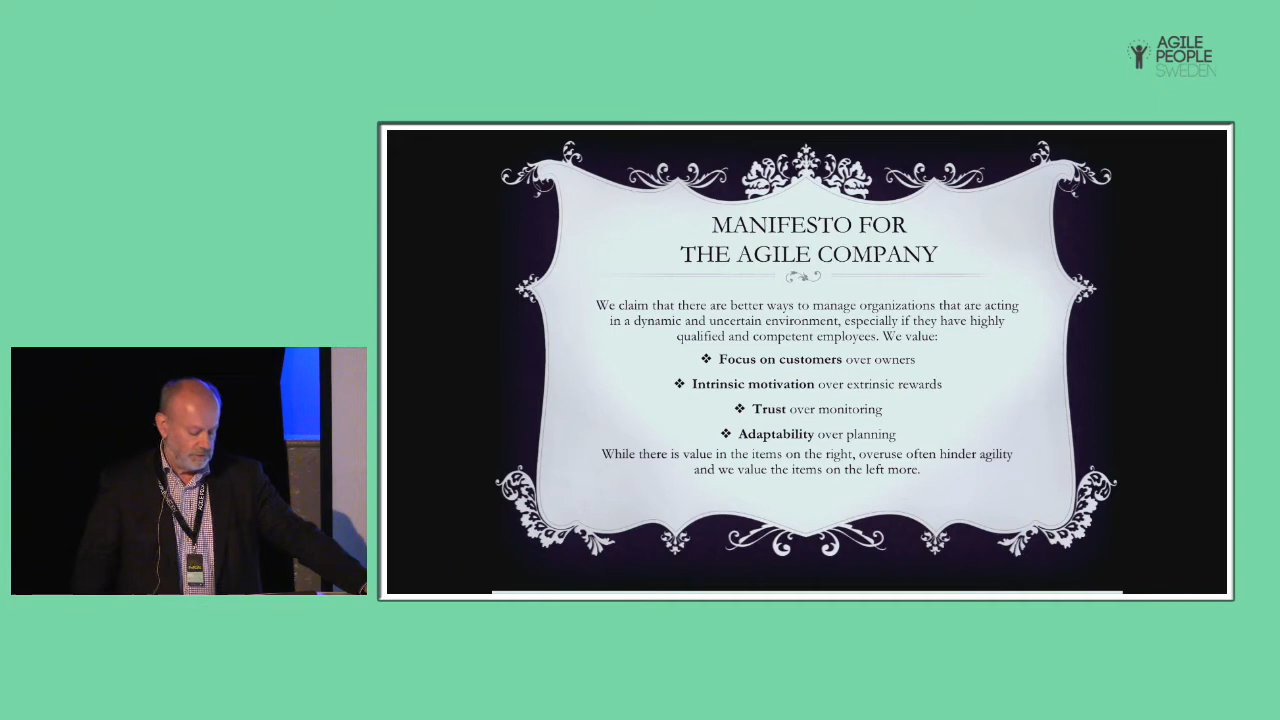 AGILE
PEOPLE
SWEDEN
MANIFESTO FOR
THE AGILE COMPANY
We claim that there are better ways to manage organizations that are acting
in a dynamic and uncertain environment, especially if they have highly
qualified and competent employees. We value:
❖ Focus on customers over owners
❖ Intrinsic motivation over extrinsic rewards
❖ Trust over monitoring
❖ Adaptability over planning
While there is value in the items on the right, overuse often hinder agility
and we value the items on the left more.